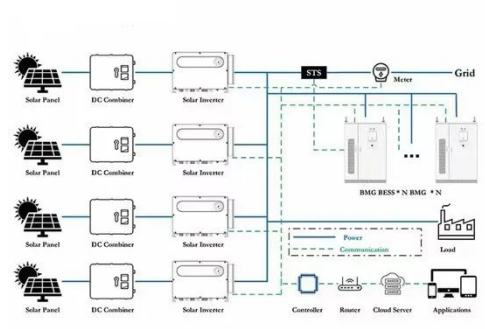 STS
Meter
Grid
Solar Panel
DC Combiner
Solar Inverter
Solar Panel
DC Combiner
Solar Inverter
BMG BESS * N BMG * N
Solar Panel
DC Combiner
Solar Inverter
Power
Communication
Load
Solar Panel
DC Combiner
Solar Inverter
Controller
Router
Cloud Server
Applications